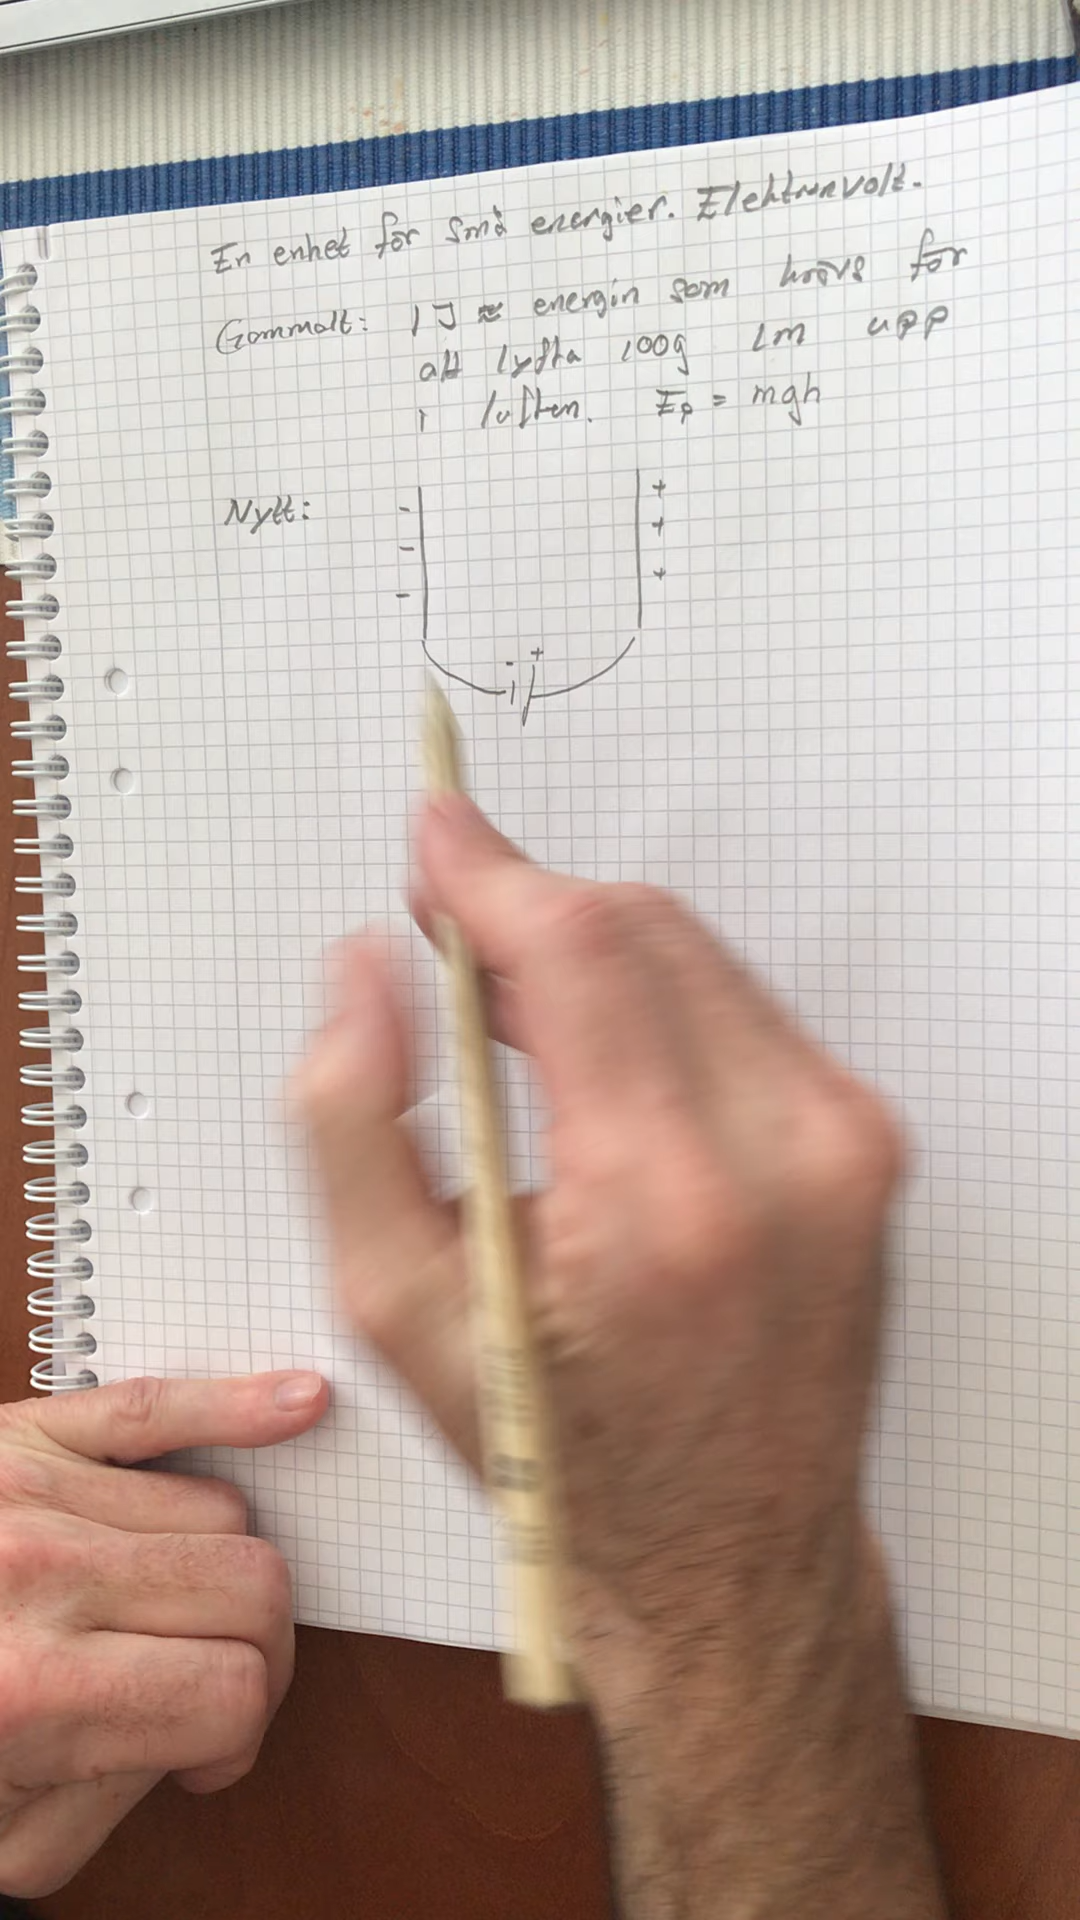 En enhet för små energier. Elektronvolt.
Gammalt: 1 J ≈ energin som krävs för
att lyfta 100g 1m upp
i luften. Ep = mgh
Nytt:
- +
- +
- +
- +